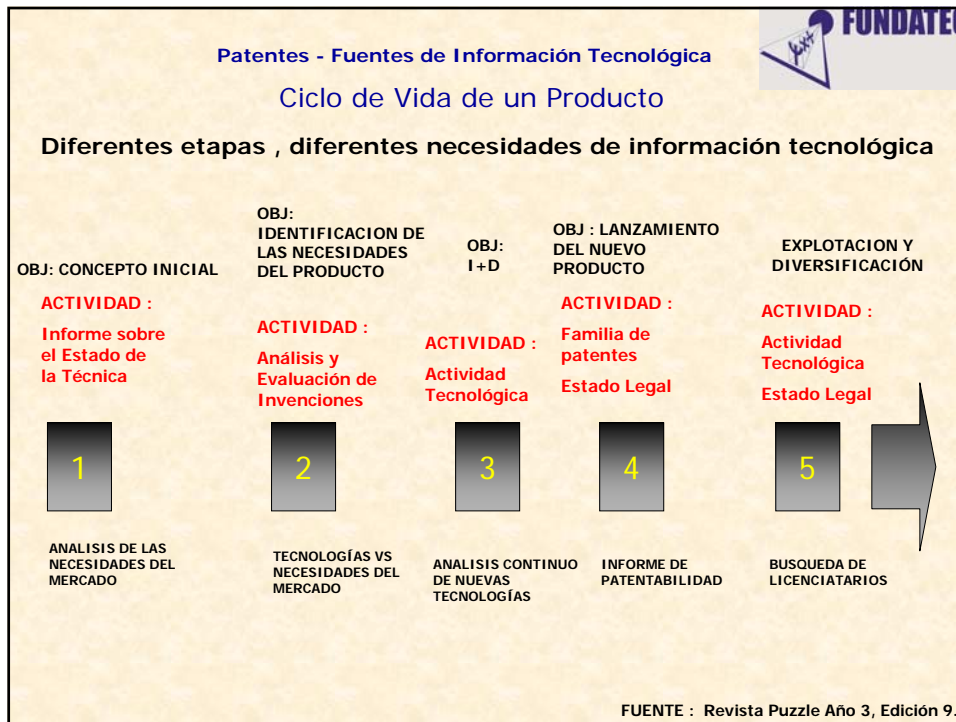 FUNDATEC
Patentes - Fuentes de Información Tecnológica
Ciclo de Vida de un Producto
Diferentes etapas , diferentes necesidades de información tecnológica
OBJ: CONCEPTO INICIAL
ACTIVIDAD :
Informe sobre
el Estado de
la Técnica
1
ANALISIS DE LAS
NECESIDADES DEL
MERCADO
OBJ:
IDENTIFICACION DE
LAS NECESIDADES
DEL PRODUCTO
ACTIVIDAD :
Análisis y
Evaluación de
Invenciones
2
TECNOLOGÍAS VS
NECESIDADES DEL
MERCADO
OBJ:
I+D
ACTIVIDAD :
Actividad
Tecnológica
3
ANALISIS CONTINUO
DE NUEVAS
TECNOLOGÍAS
OBJ : LANZAMIENTO
DEL NUEVO
PRODUCTO
ACTIVIDAD :
Familia de
patentes
Estado Legal
4
INFORME DE
PATENTABILIDAD
EXPLOTACION Y
DIVERSIFICACIÓN
ACTIVIDAD :
Actividad
Tecnológica
Estado Legal
5
BUSQUEDA DE
LICENCIATARIOS
FUENTE : Revista Puzzle Año 3, Edición 9.